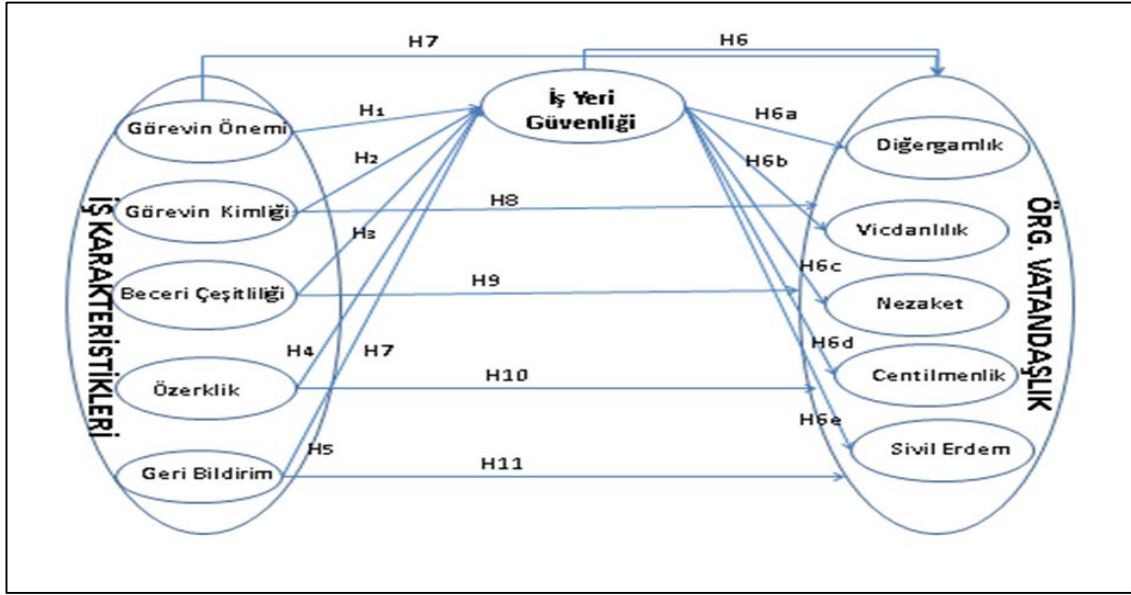 H7
H6
İş Yeri
Güvenliği
Görevin Önemi
H1
H6a
Diğergamlık
H2
H6b
Görevin Kimliği
H8
H3
Vicdanlılık
H6c
Beceri Çeşitliliği
H9
Nezaket
H4
H7
H6d
Özerklik
H10
Centilmenlik
H6e
Geri Bildirim
H5
H11
Sivil Erdem
İŞ KARAKTERİSTİKLERİ
ÖRG. VATANDAŞLIK